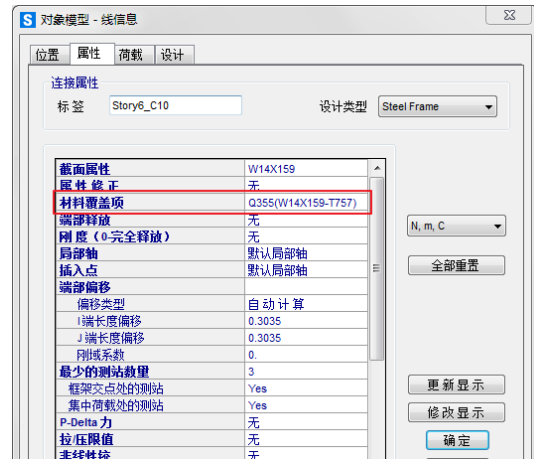 S 对象模型 - 线信息
位置 属性 荷载 设计
连接属性
标签 Story6_C10 设计类型 Steel Frame
截面属性 W14X159
属性修正 无
材料覆盖项 Q355(W14X159-T757)
端部释放 无
刚度（0-完全释放） 无
局部轴 默认局部轴
插入点 默认局部轴
端部偏移
偏移类型 自动计算
I端长度偏移 0.3035
J端长度偏移 0.3035
刚域系数 0.
最少的测站数量 3
框架交点处的测站 Yes
集中荷载处的测站 Yes
P-Delta 力 无
拉/压限值 无
非线性铰 无
N, m, C
全部重置
更新显示
修改显示
确定